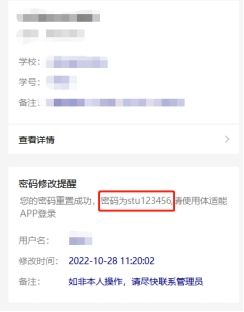 学校：
学号：
备注：
查看详情
密码修改提醒
您的密码重置成功，密码为stu123456,请使用体适能
APP登录
用户名：
修改时间： 2022-10-28 11:20:02
备注： 如非本人操作，请尽快联系管理员